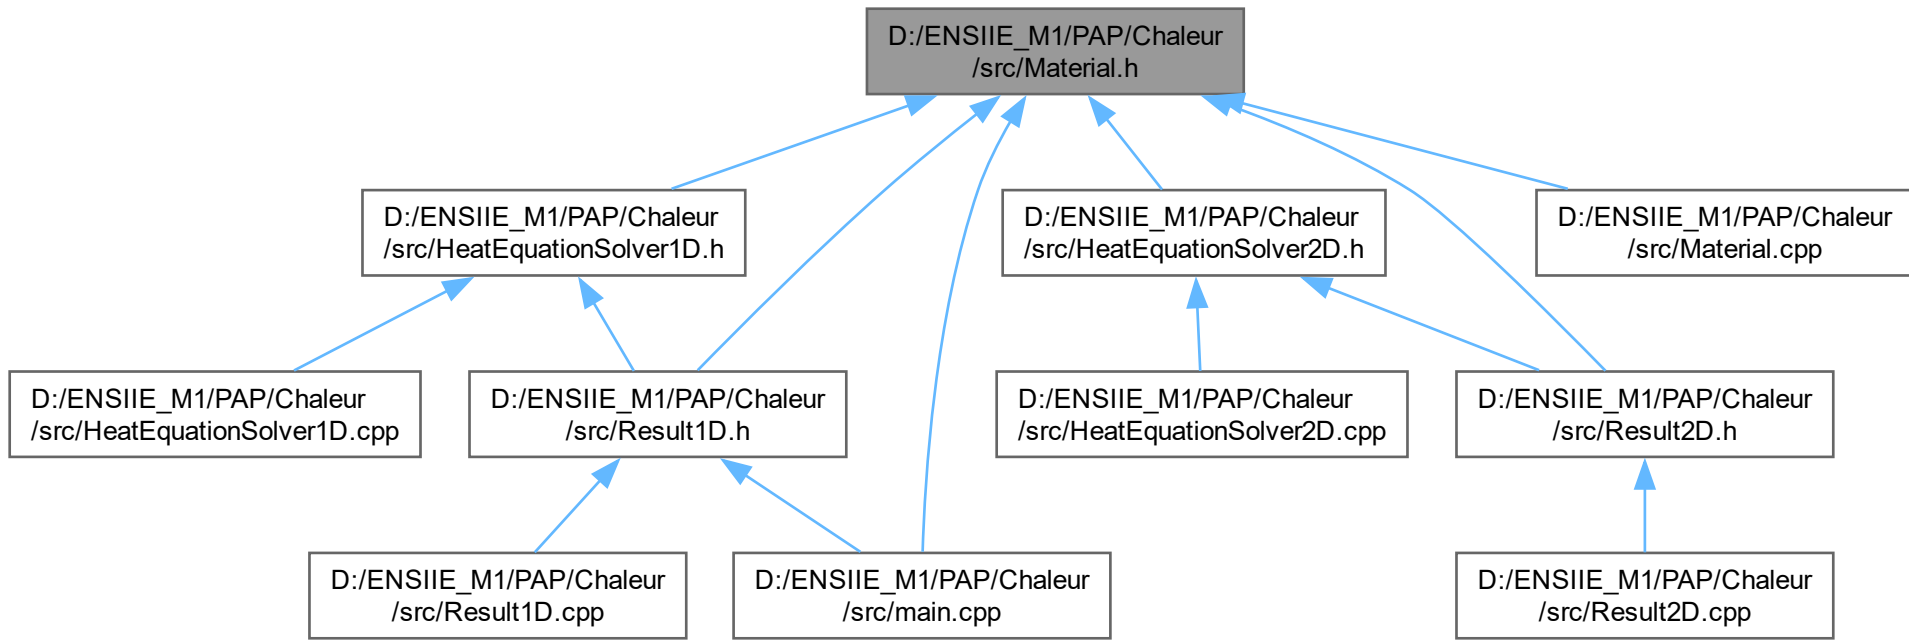 D:/ENSIIE_M1/PAP/Chaleur
/src/Material.h
D:/ENSIIE_M1/PAP/Chaleur
/src/HeatEquationSolver1D.h
D:/ENSIIE_M1/PAP/Chaleur
/src/HeatEquationSolver2D.h
D:/ENSIIE_M1/PAP/Chaleur
/src/Material.cpp
D:/ENSIIE_M1/PAP/Chaleur
/src/HeatEquationSolver1D.cpp
D:/ENSIIE_M1/PAP/Chaleur
/src/Result1D.h
D:/ENSIIE_M1/PAP/Chaleur
/src/HeatEquationSolver2D.cpp
D:/ENSIIE_M1/PAP/Chaleur
/src/Result2D.h
D:/ENSIIE_M1/PAP/Chaleur
/src/Result1D.cpp
D:/ENSIIE_M1/PAP/Chaleur
/src/main.cpp
D:/ENSIIE_M1/PAP/Chaleur
/src/Result2D.cpp